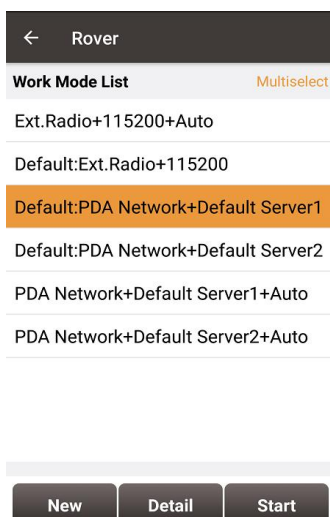 Rover
Work Mode List Multiselect
Ext.Radio+115200+Auto
Default:Ext.Radio+115200
Default:PDA Network+Default Server1
Default:PDA Network+Default Server2
PDA Network+Default Server1+Auto
PDA Network+Default Server2+Auto
New Detail Start